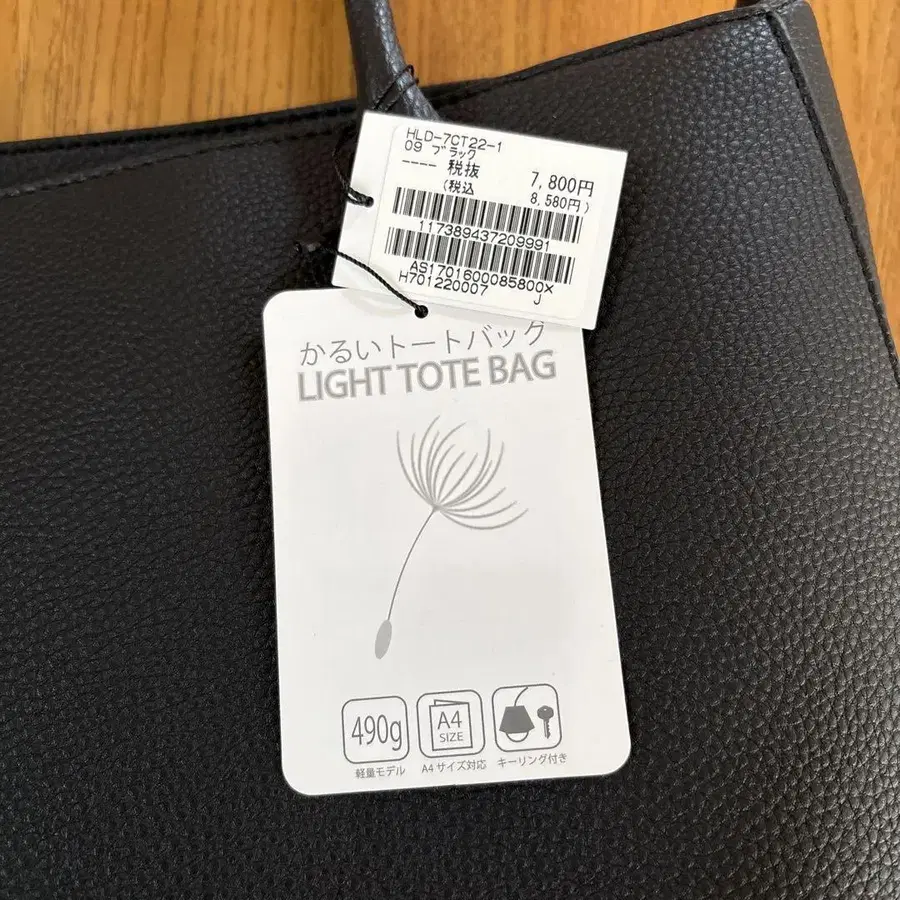 HLD-7CT22-1
09 ブラック
---- 税抜 7,800円
(税込 8,580円)
117389437209991
AS1701600085800X
H701220007 J
かるいトートバッグ
LIGHT TOTE BAG
490g
A4
SIZE
軽量モデル
A4サイズ対応
キーリング付き